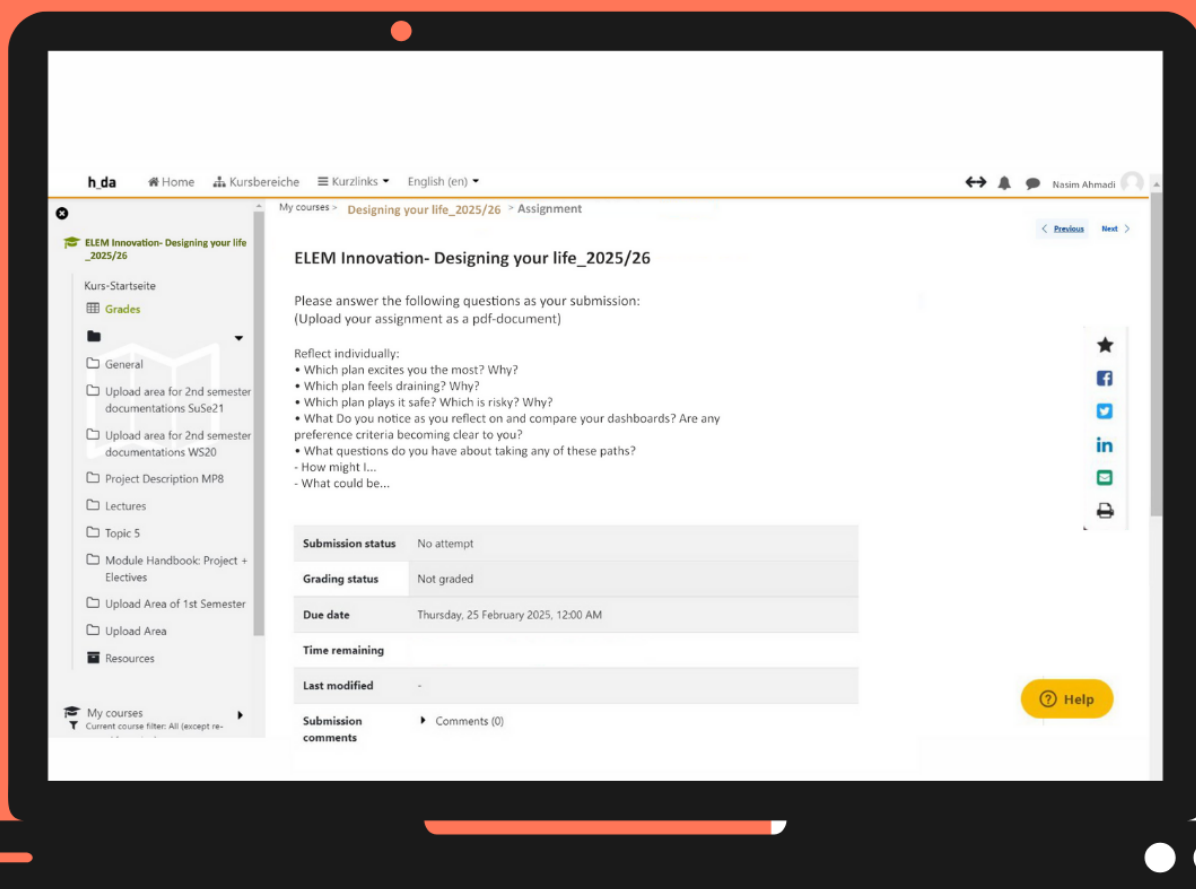 h_da Home Kursbereiche Kurzlinks English (en) Nasim Ahmadi
My courses > Designing your life_2025/26 > Assignment
< Previous Next >
ELEM Innovation- Designing your life
_2025/26
Kurs-Startseite
Grades
General
Upload area for 2nd semester
documentations SuSe21
Upload area for 2nd semester
documentations WS20
Project Description MP8
Lectures
Topic 5
Module Handbook: Project +
Electives
Upload Area of 1st Semester
Upload Area
Resources
My courses
Current course filter: All (except re-
ELEM Innovation- Designing your life_2025/26
Please answer the following questions as your submission:
(Upload your assignment as a pdf-document)
Reflect individually:
• Which plan excites you the most? Why?
• Which plan feels draining? Why?
• Which plan plays it safe? Which is risky? Why?
• What Do you notice as you reflect on and compare your dashboards? Are any
preference criteria becoming clear to you?
• What questions do you have about taking any of these paths?
- How might I...
- What could be...
Submission status No attempt
Grading status Not graded
Due date Thursday, 25 February 2025, 12:00 AM
Time remaining
Last modified -
Submission Comments (0)
comments
in
Help